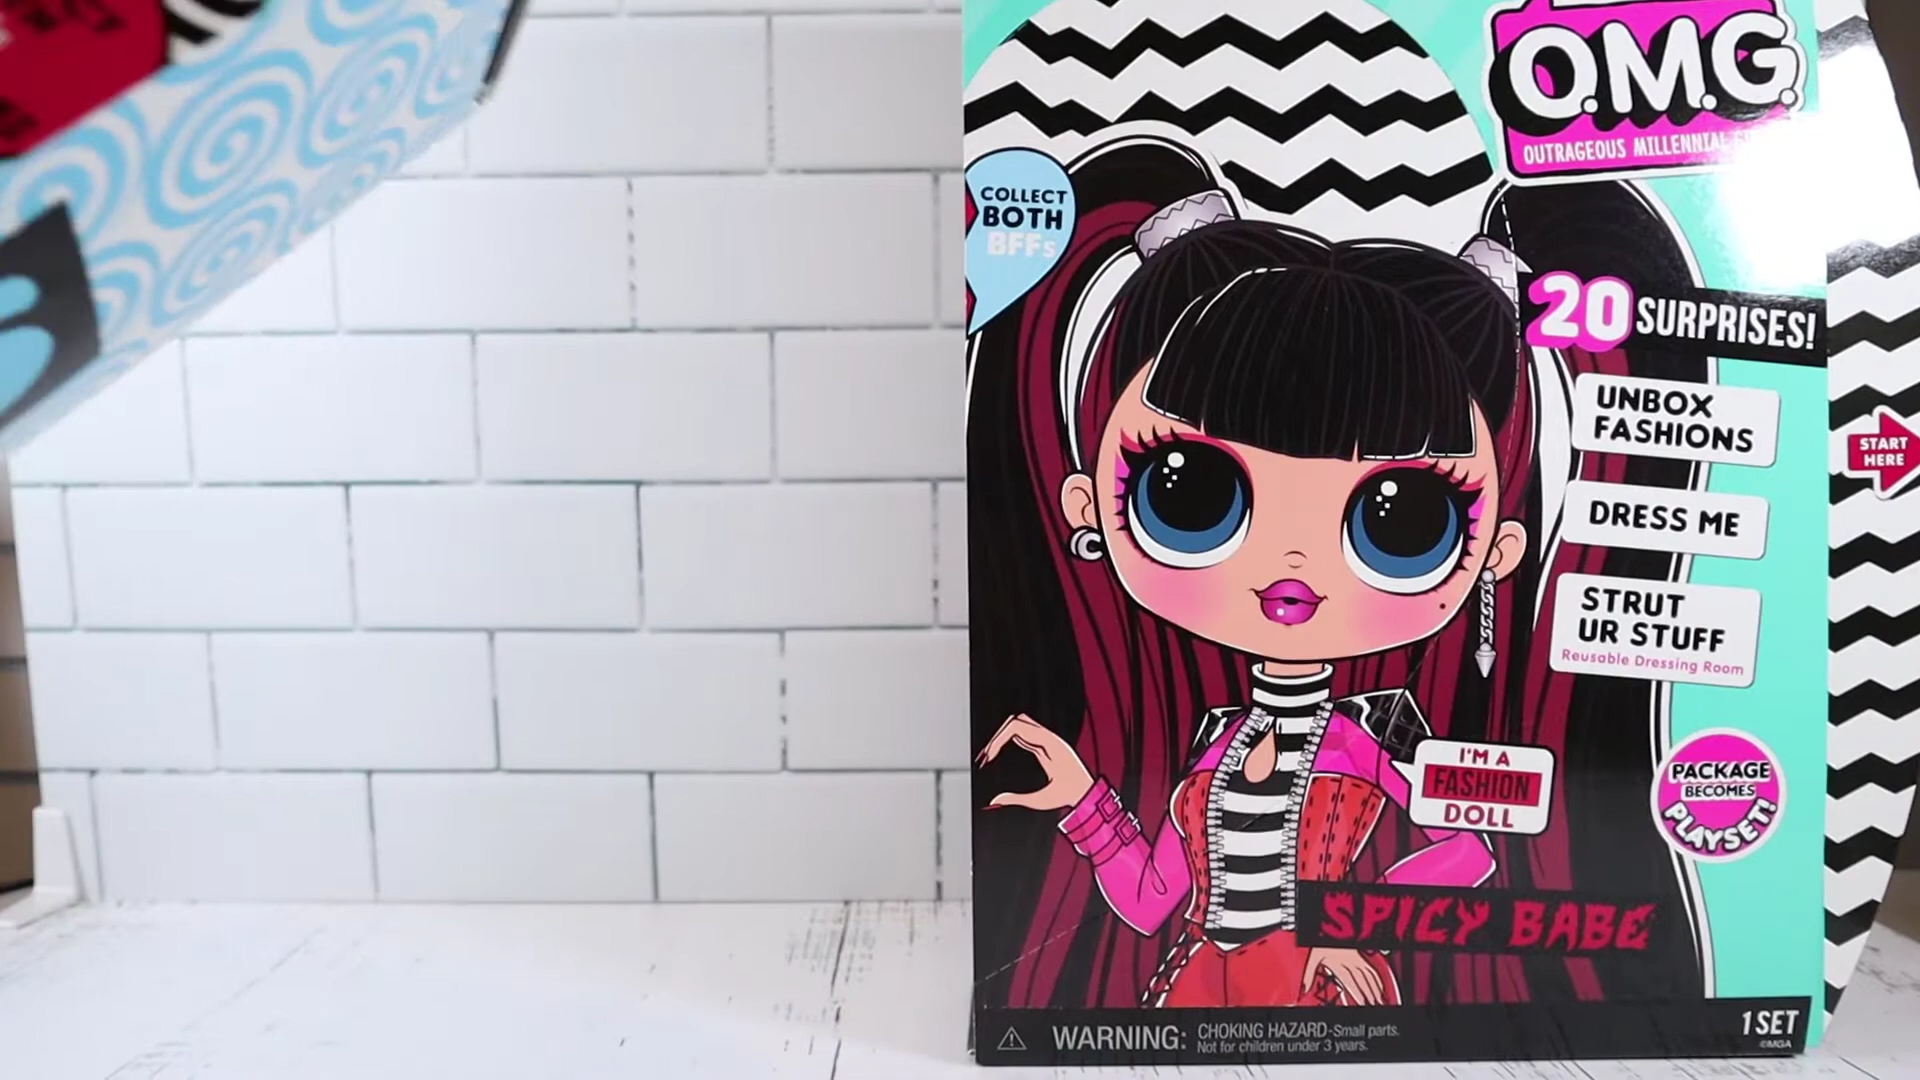 O.M.G.
OUTRAGEOUS MILLENNIAL
COLLECT
BOTH
BFFs
20 SURPRISES!
UNBOX
FASHIONS
START
HERE
DRESS ME
STRUT
UR STUFF
Reusable Dressing Room
I'M A
FASHION
DOLL
PACKAGE
BECOMES
PLAYSET!
SPICY BABE
WARNING: CHOKING HAZARD-Small parts.
Not for children under 3 years.
1 SET
©MGA